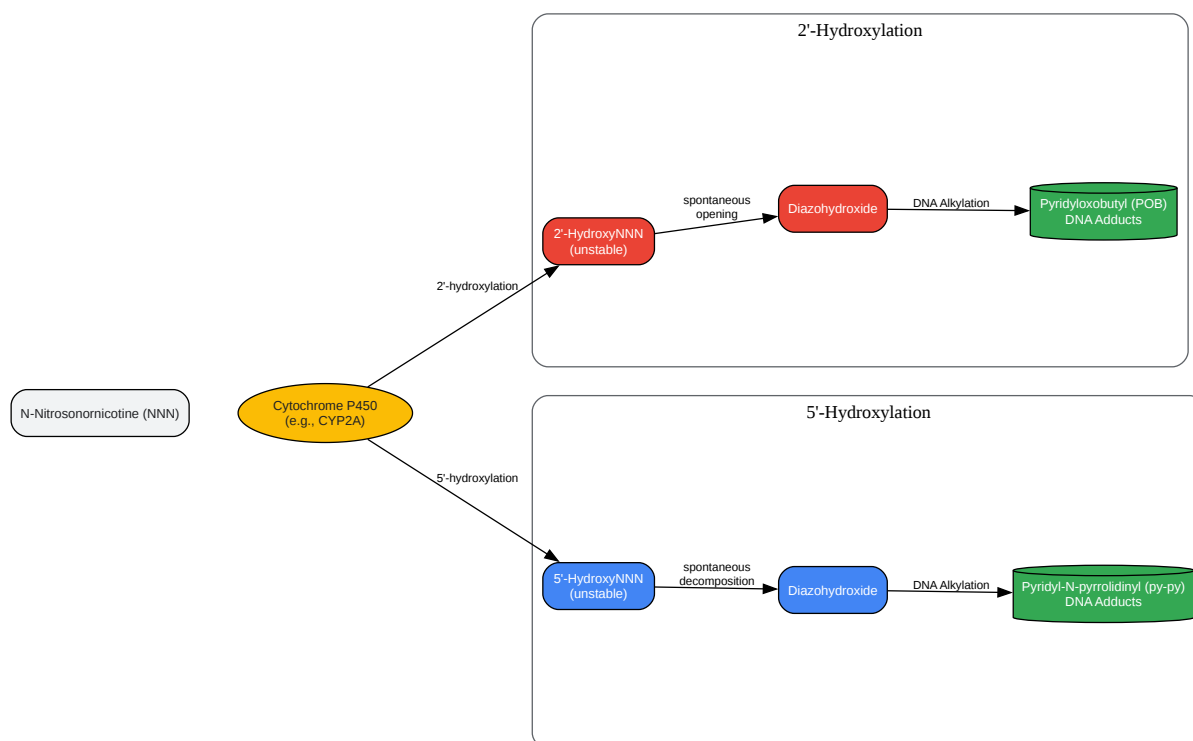 2'-Hydroxylation
spontaneous
opening
Diazohydroxide
DNA Alkylation
Pyridyloxobutyl (POB)
DNA Adducts
2'-HydroxyNNN
(unstable)
2'-hydroxylation
N-Nitrosonornicotine (NNN)
Cytochrome P450
(e.g., CYP2A)
5'-Hydroxylation
5'-hydroxylation
5'-HydroxyNNN
(unstable)
spontaneous
decomposition
Diazohydroxide
DNA Alkylation
Pyridyl-N-pyrrolidinyl (py-py)
DNA Adducts